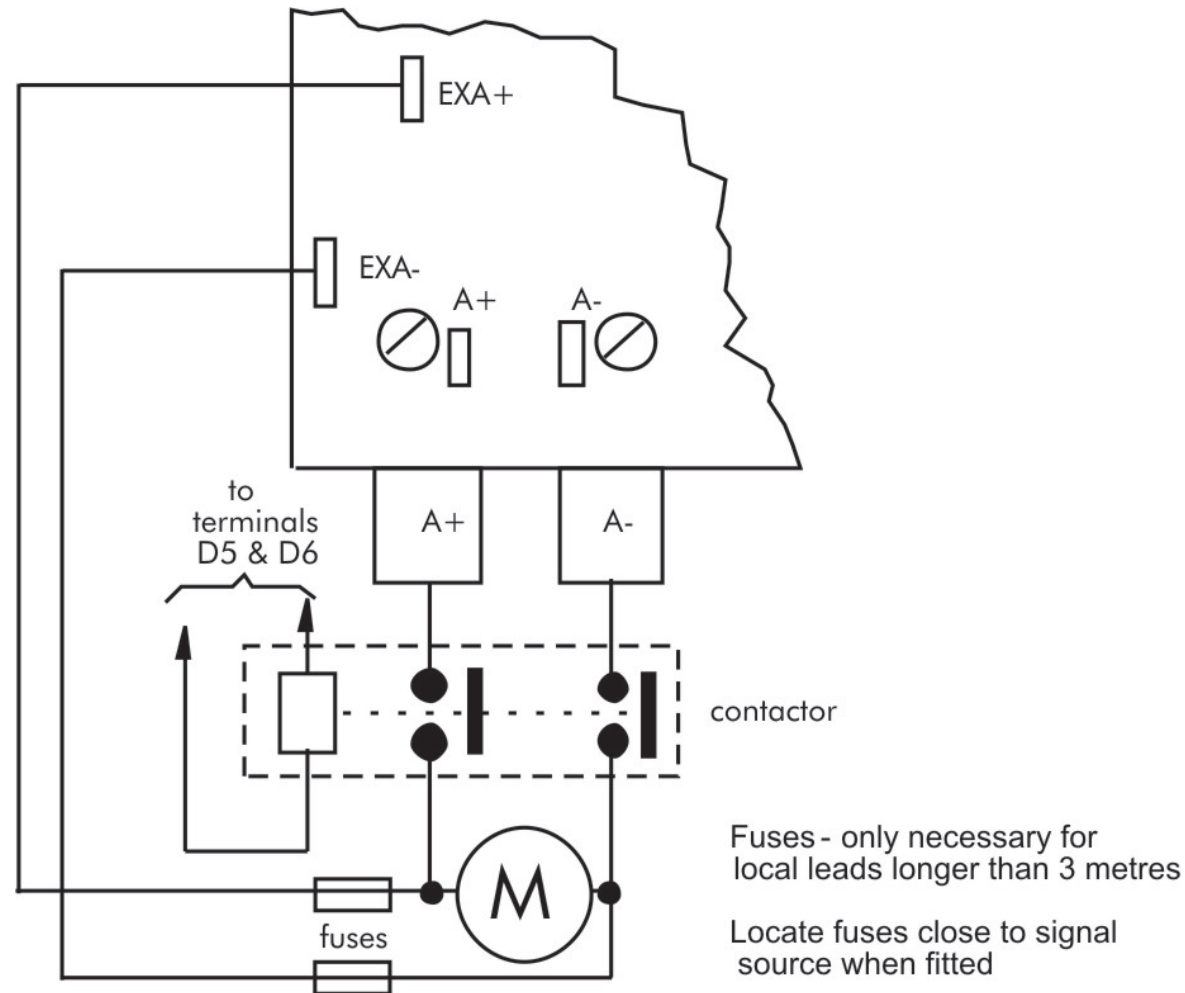 EXA+
EXA-
A+
A-
to
terminals
D5 & D6
A+
A-
contactor
M
fuses
Fuses - only necessary for
local leads longer than 3 metres
Locate fuses close to signal
source when fitted